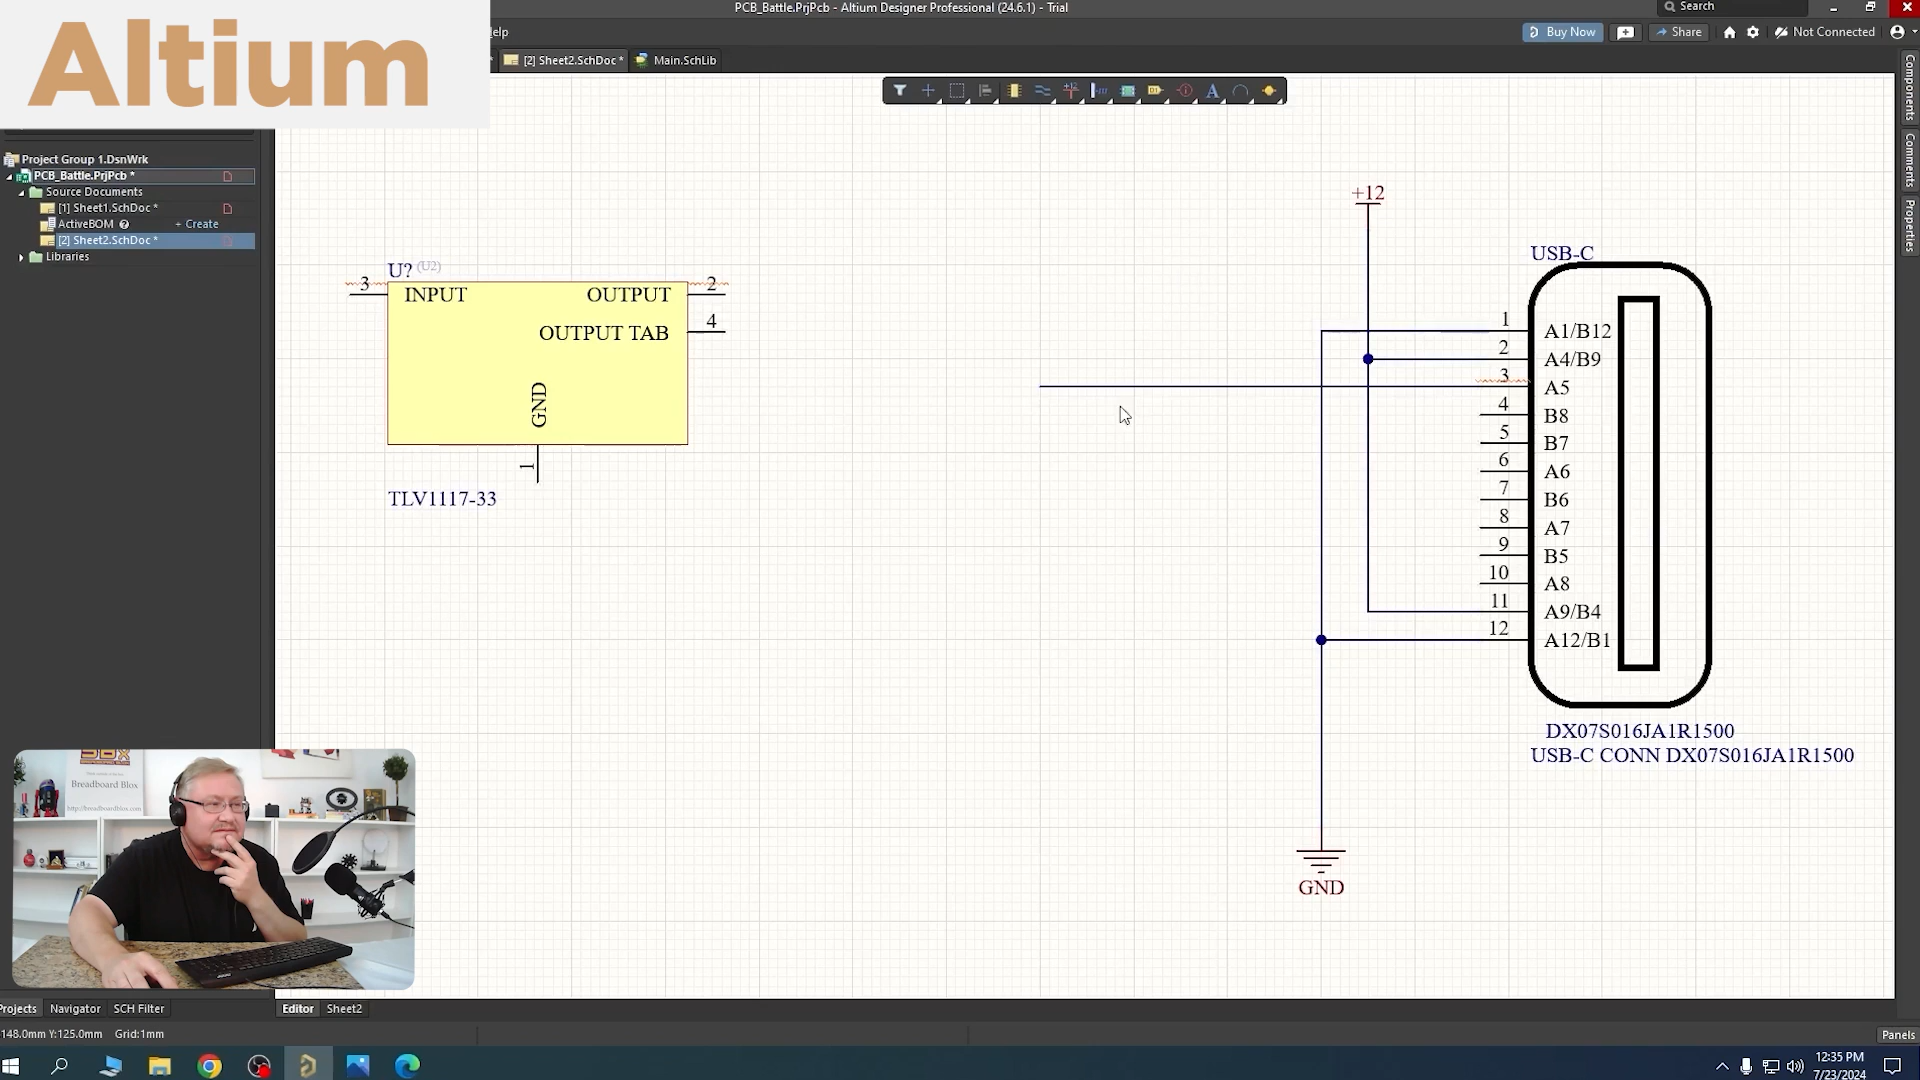 PCB_Battle.PrjPcb - Altium Designer Professional (24.6.1) - Trial
Search
Altium
elp
Buy Now
Share
Not Connected
[2] Sheet2.SchDoc *
Main.SchLib
Components
Comments
Properties
Project Group 1.DsnWrk
PCB_Battle.PrjPcb *
Source Documents
[1] Sheet1.SchDoc *
ActiveBOM
+ Create
[2] Sheet2.SchDoc *
Libraries
U? (U2)
3
INPUT
OUTPUT
2
OUTPUT TAB
4
GND
1
TLV1117-33
+12
USB-C
1 A1/B12
2 A4/B9
3 A5
4 B8
5 B7
6 A6
7 B6
8 A7
9 B5
10 A8
11 A9/B4
12 A12/B1
DX07S016JA1R1500
USB-C CONN DX07S016JA1R1500
GND
Breadboard Blox
http://breadboardblox.com
Projects
Navigator
SCH Filter
Editor
Sheet2
148.0mm Y:125.0mm Grid:1mm
Panels
12:35 PM
7/23/2024